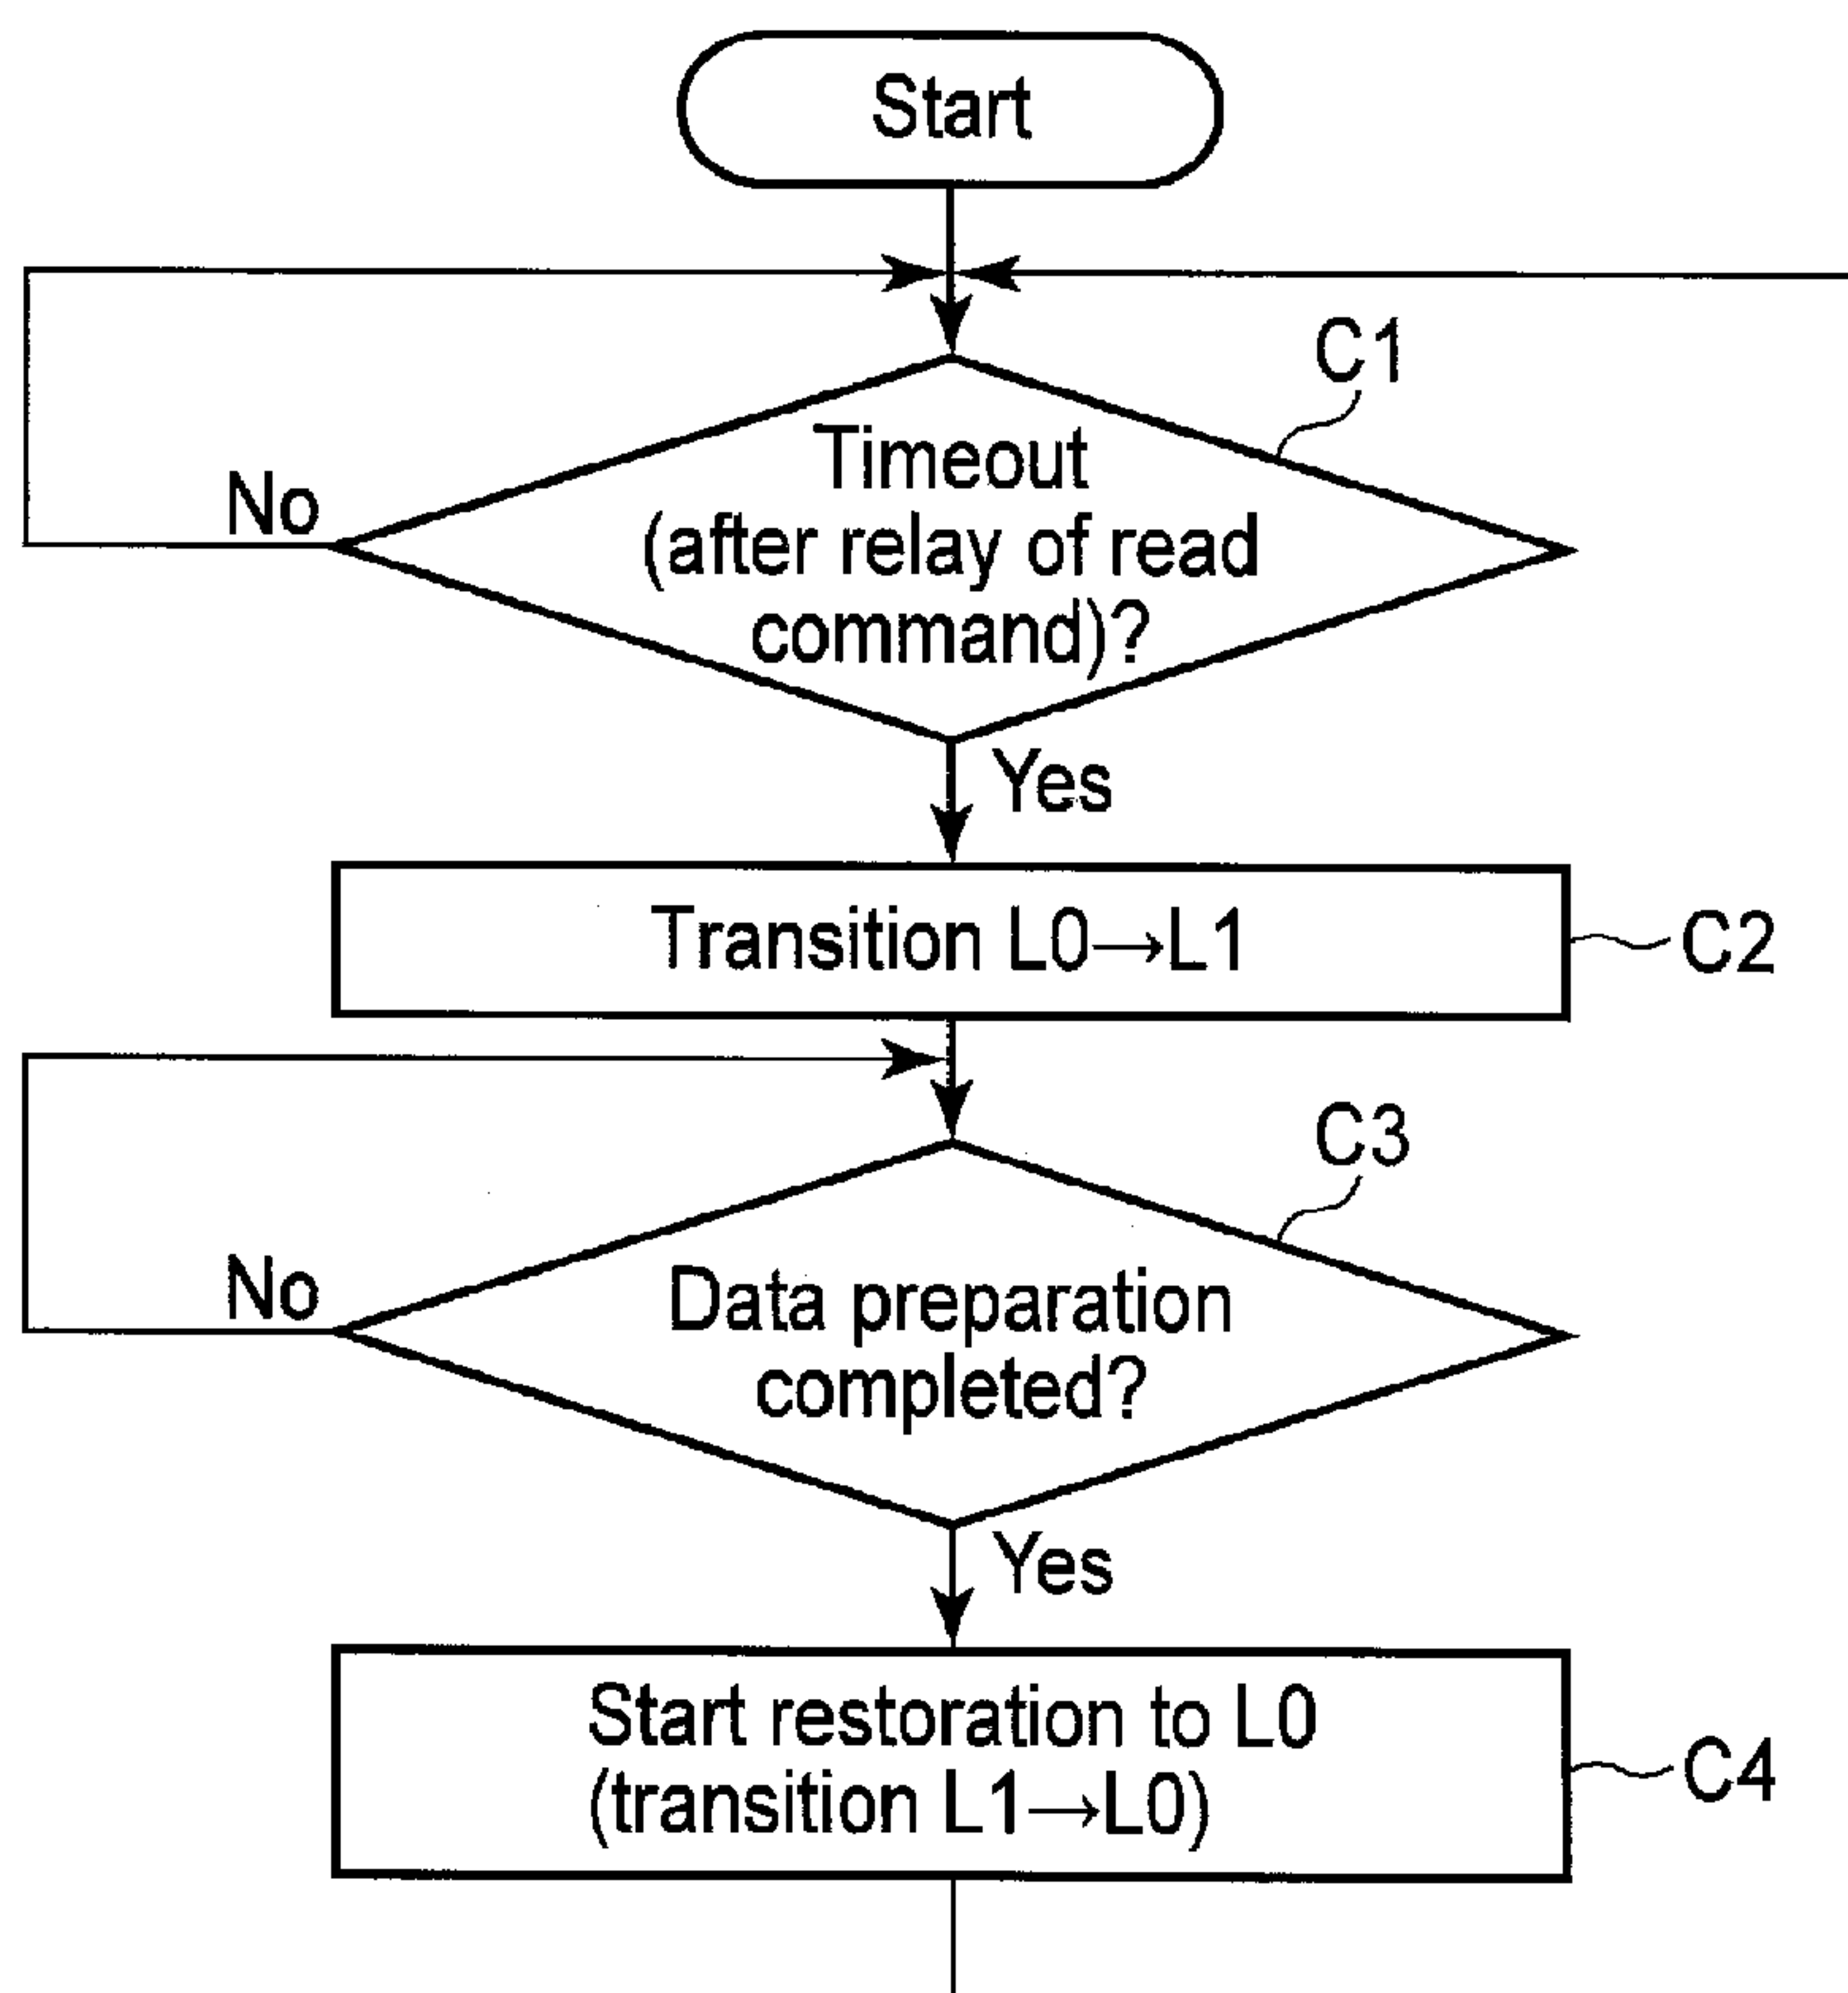 Start
C1
Timeout
(after relay of read
command)?
No
Yes
Transition L0→L1
C2
C3
Data preparation
completed?
No
Yes
Start restoration to L0
(transition L1→L0)
C4